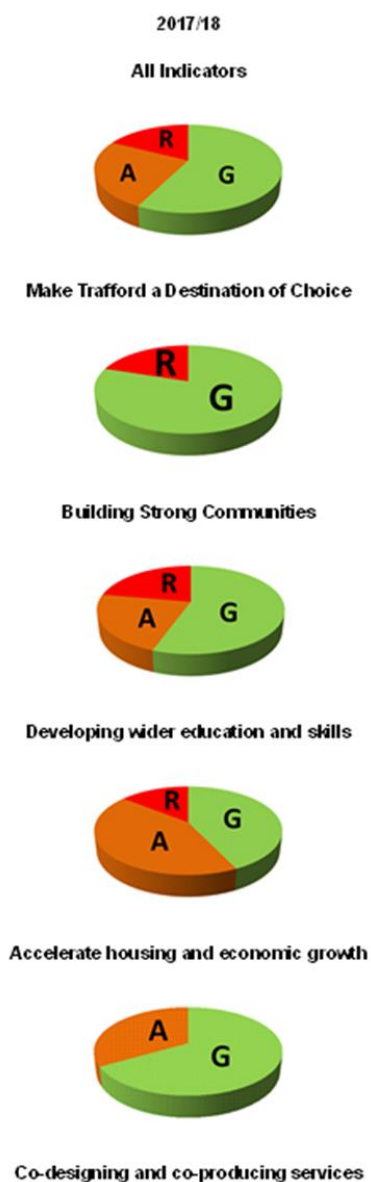 2017/18
All Indicators
R
A
G
Make Trafford a Destination of Choice
R
G
Building Strong Communities
R
A
G
Developing wider education and skills
R
G
A
Accelerate housing and economic growth
A
G
Co-designing and co-producing services